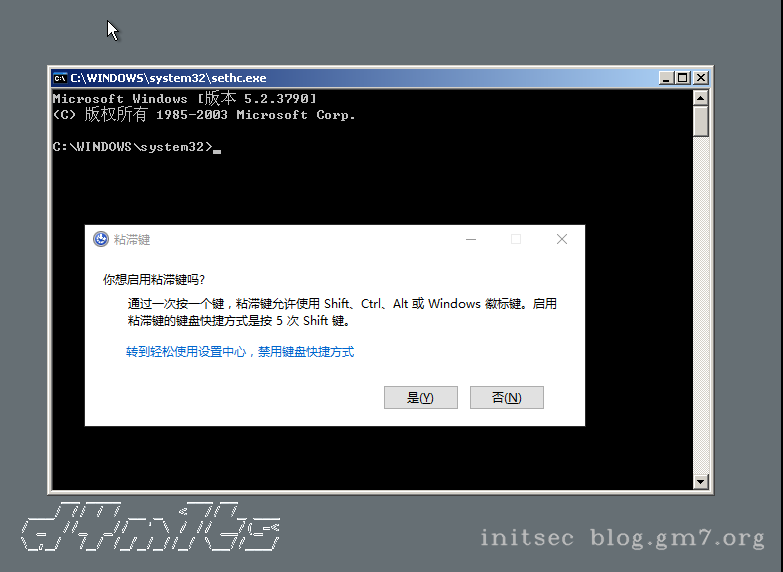 C:\WINDOWS\system32\sethc.exe
Microsoft Windows [版本 5.2.3790]
(C) 版权所有 1985-2003 Microsoft Corp.
C:\WINDOWS\system32>
粘滞键
你想启用粘滞键吗?
通过一次按一个键，粘滞键允许使用 Shift、Ctrl、Alt 或 Windows 徽标键。启用
粘滞键的键盘快捷方式是按 5 次 Shift 键。
转到轻松使用设置中心，禁用键盘快捷方式
是(Y)
否(N)
d4m1ts
initsec blog.gm7.org